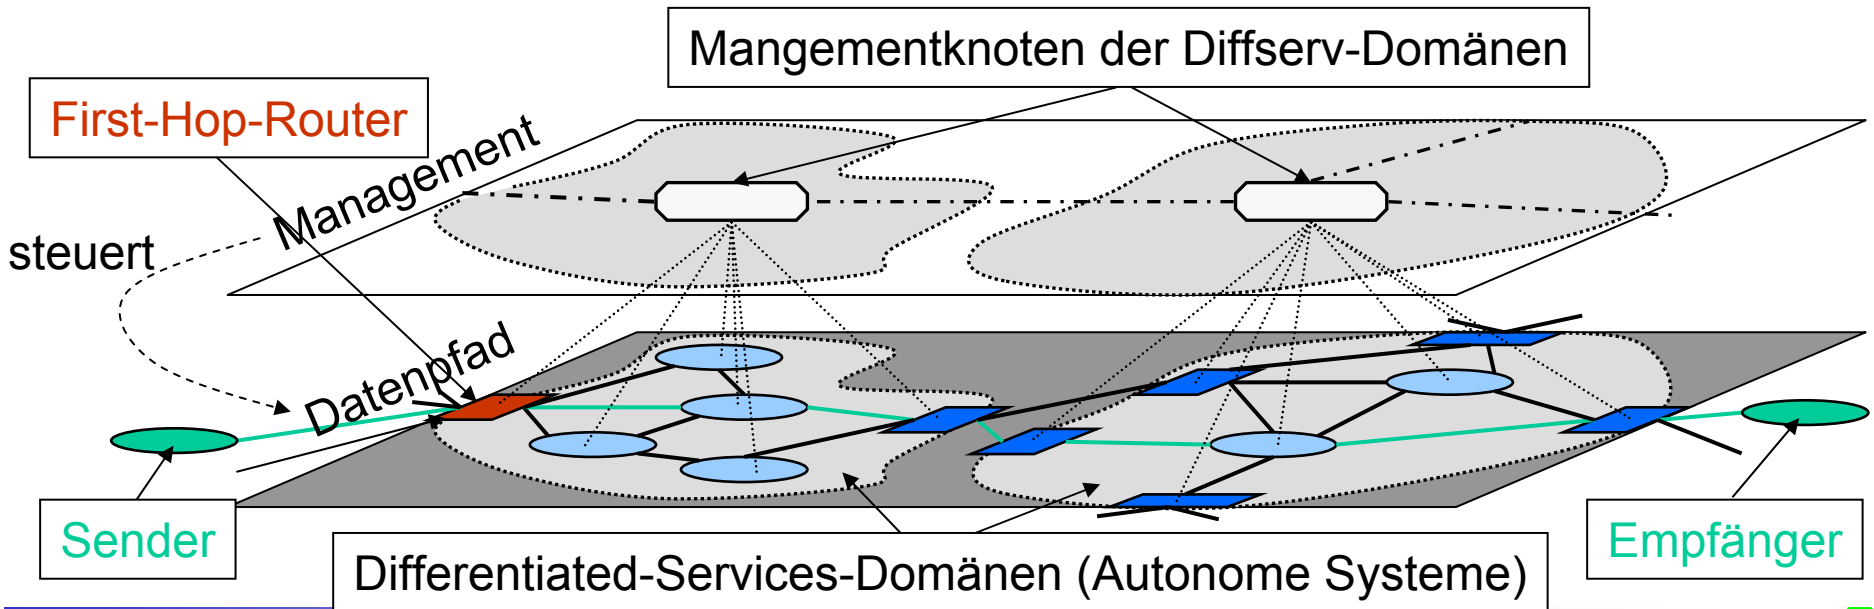 Mangementknoten der Diffserv-Domänen
First-Hop-Router
Management
steuert
Datenpfad
Sender
Empfänger
Differentiated-Services-Domänen (Autonome Systeme)